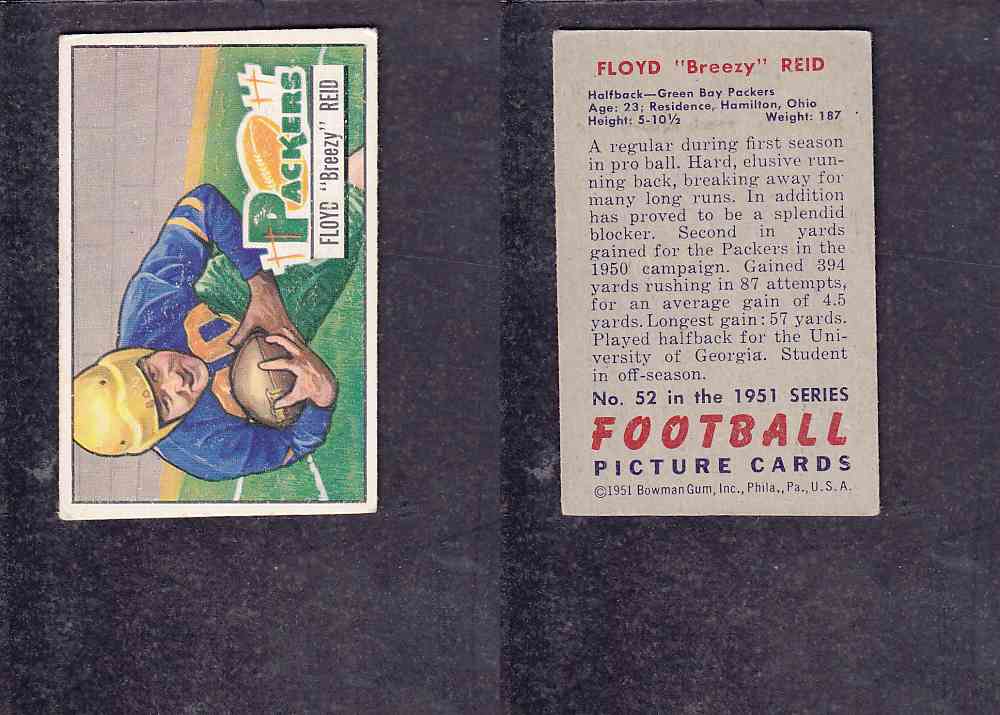 PACKERS
FLOYD "Breezy" REID
FLOYD "Breezy" REID
Halfback—Green Bay Packers
Age: 23; Residence, Hamilton, Ohio
Height: 5-10½ Weight: 187
A regular during first season
in pro ball. Hard, elusive run-
ning back, breaking away for
many long runs. In addition
has proved to be a splendid
blocker. Second in yards
gained for the Packers in the
1950 campaign. Gained 394
yards rushing in 87 attempts,
for an average gain of 4.5
yards. Longest gain: 57 yards.
Played halfback for the Uni-
versity of Georgia. Student
in off-season.
No. 52 in the 1951 SERIES
FOOTBALL
PICTURE CARDS
©1951 Bowman Gum, Inc., Phila., Pa., U.S.A.